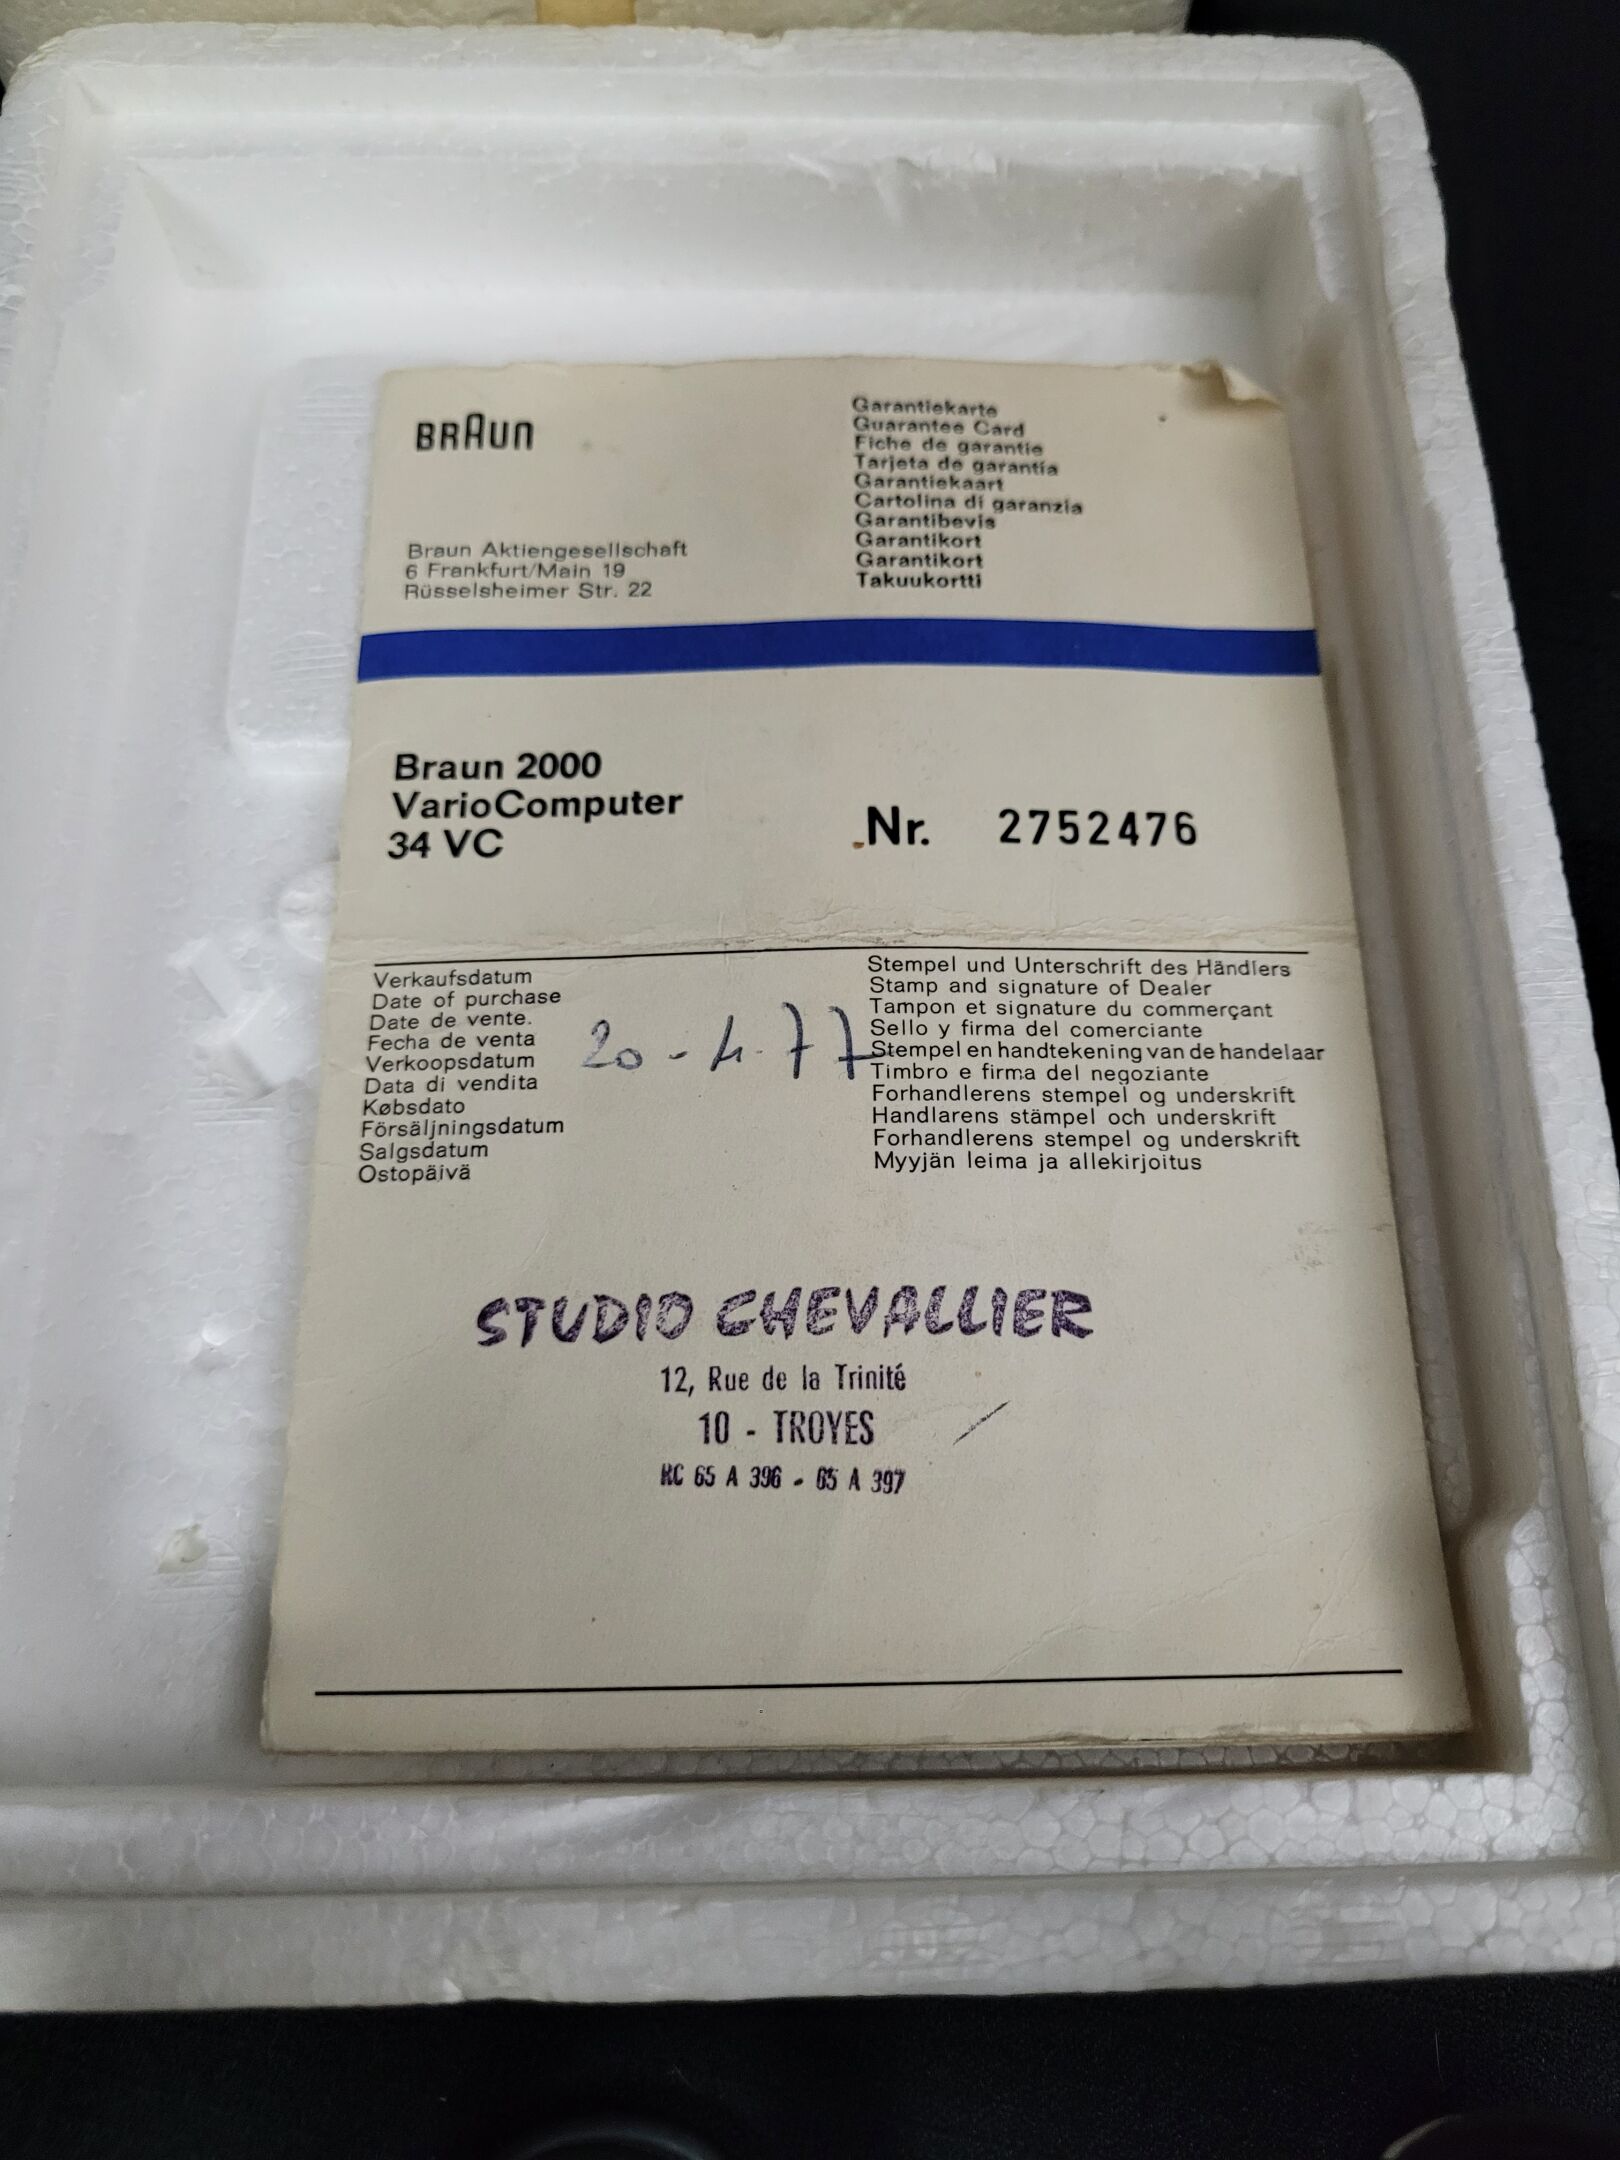 BRAUN
Braun Aktiengesellschaft
6 Frankfurt/Main 19
Rüsselsheimer Str. 22
Garantiekarte
Guarantee Card
Fiche de garantie
Tarjeta de garantía
Garantiekaart
Cartolina di garanzia
Garantibevis
Garantikort
Garantikort
Takuukortti
Braun 2000
VarioComputer
34 VC
Nr. 2752476
Verkaufsdatum
Date of purchase
Date de vente.
Fecha de venta
Verkoopsdatum
Data di vendita
Købsdato
Försäljningsdatum
Salgsdatum
Ostopäivä
20-4-77
Stempel und Unterschrift des Händlers
Stamp and signature of Dealer
Tampon et signature du commerçant
Sello y firma del comerciante
Stempel en handtekening van de handelaar
Timbro e firma del negoziante
Forhandlerens stempel og underskrift
Handlarens stämpel och underskrift
Forhandlerens stempel og underskrift
Myyjän leima ja allekirjoitus
STUDIO CHEVALLIER
12, Rue de la Trinité
10 - TROYES
RC 65 A 396 - 65 A 397